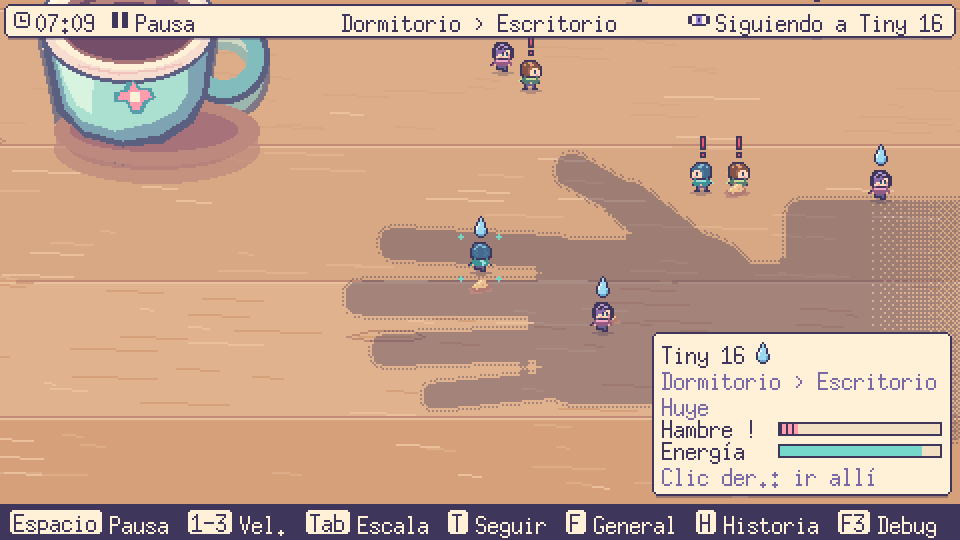 07:09 Pausa Dormitorio > Escritorio Siguiendo a Tiny 16
Tiny 16
Dormitorio > Escritorio
Huye
Hambre !
Energía
Clic der.: ir allí
Espacio Pausa 1-3 Vel. Tab Escala T Seguir F General H Historia F3 Debug